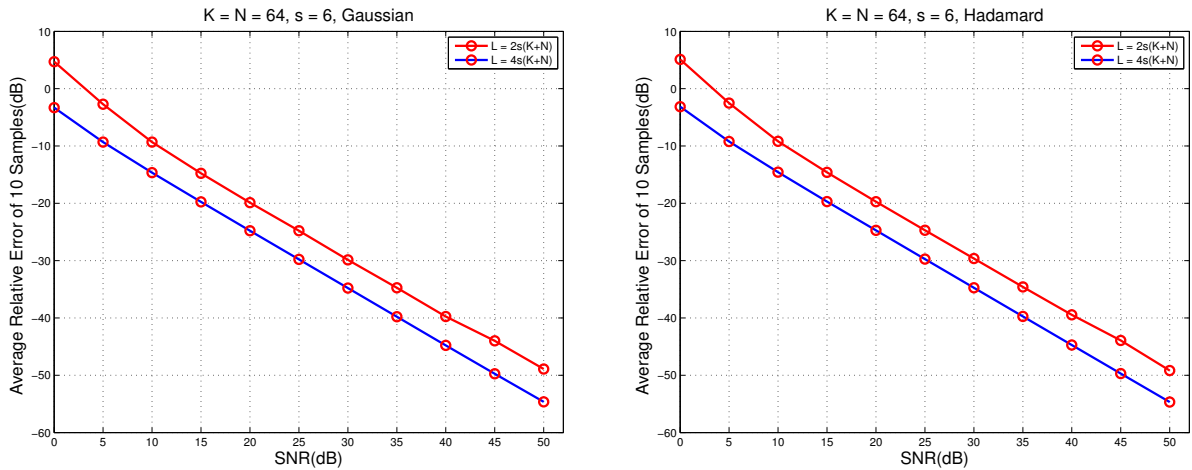 K = N = 64, s = 6, Gaussian
10
0
−10
−20
−30
−40
−50
−60
0 5 10 15 20 25 30 35 40 45 50
SNR(dB)
Average Relative Error of 10 Samples(dB)
L = 2s(K+N)
L = 4s(K+N)
K = N = 64, s = 6, Hadamard
10
0
−10
−20
−30
−40
−50
−60
0 5 10 15 20 25 30 35 40 45 50
SNR(dB)
Average Relative Error of 10 Samples(dB)
L = 2s(K+N)
L = 4s(K+N)